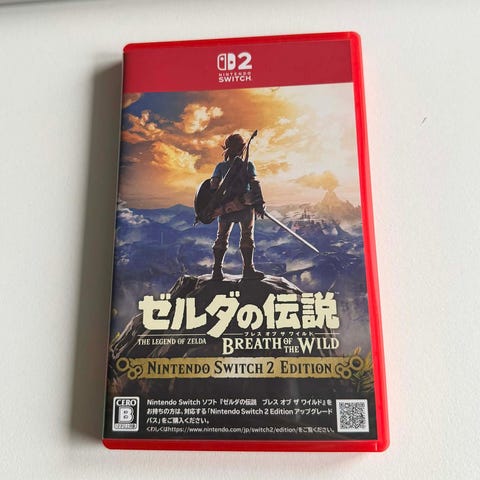 2
NINTENDO
SWITCH
ゼルダの伝説
ブレス オブ ザ ワイルド
THE LEGEND OF ZELDA
BREATH OF THE WILD
NINTENDO SWITCH 2 EDITION
CERO
B
Nintendo Switch ソフト『ゼルダの伝説 ブレス オブ ザ ワイルド』を
お持ちの方は、対応する「Nintendo Switch 2 Edition アップグレード
パス」をご購入ください。
くわしくはhttps://www.nintendo.com/jp/switch2/edition/をご覧ください。